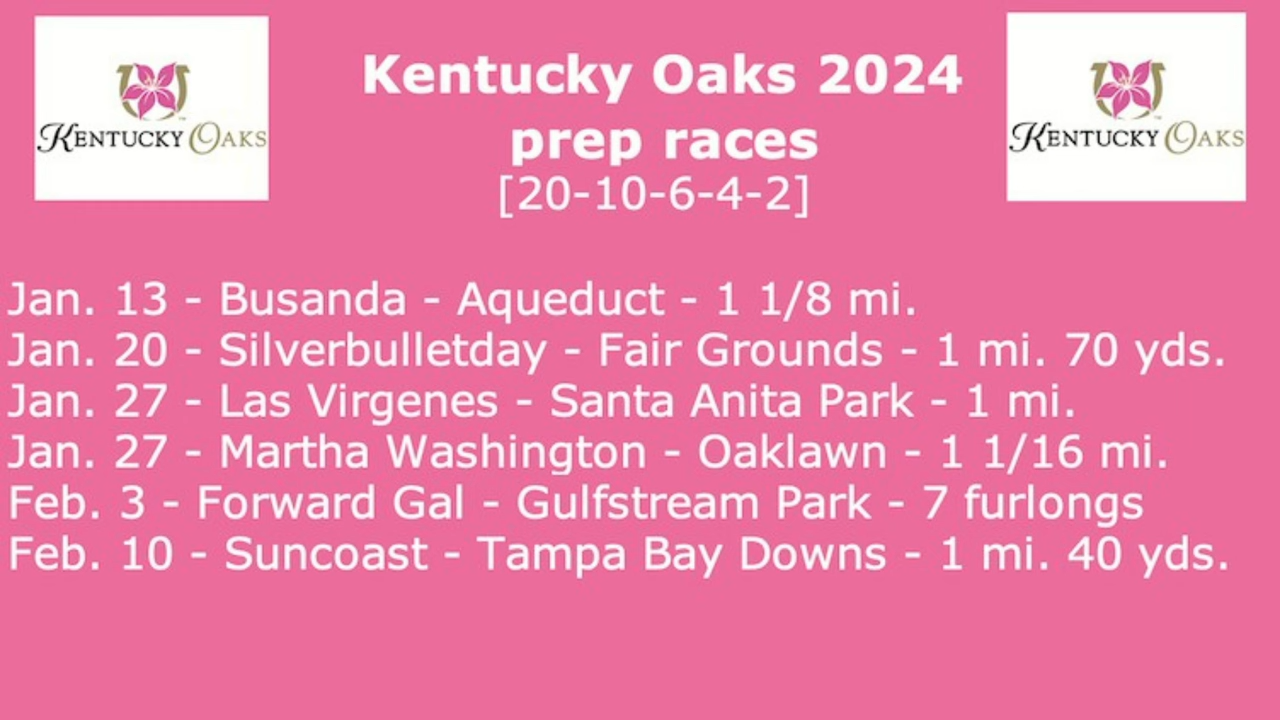 KENTUCKY OAKS
Kentucky Oaks 2024
prep races
[20-10-6-4-2]
KENTUCKY OAKS
Jan. 13 - Busanda - Aqueduct - 1 1/8 mi.
Jan. 20 - Silverbulletday - Fair Grounds - 1 mi. 70 yds.
Jan. 27 - Las Virgenes - Santa Anita Park - 1 mi.
Jan. 27 - Martha Washington - Oaklawn - 1 1/16 mi.
Feb. 3 - Forward Gal - Gulfstream Park - 7 furlongs
Feb. 10 - Suncoast - Tampa Bay Downs - 1 mi. 40 yds.